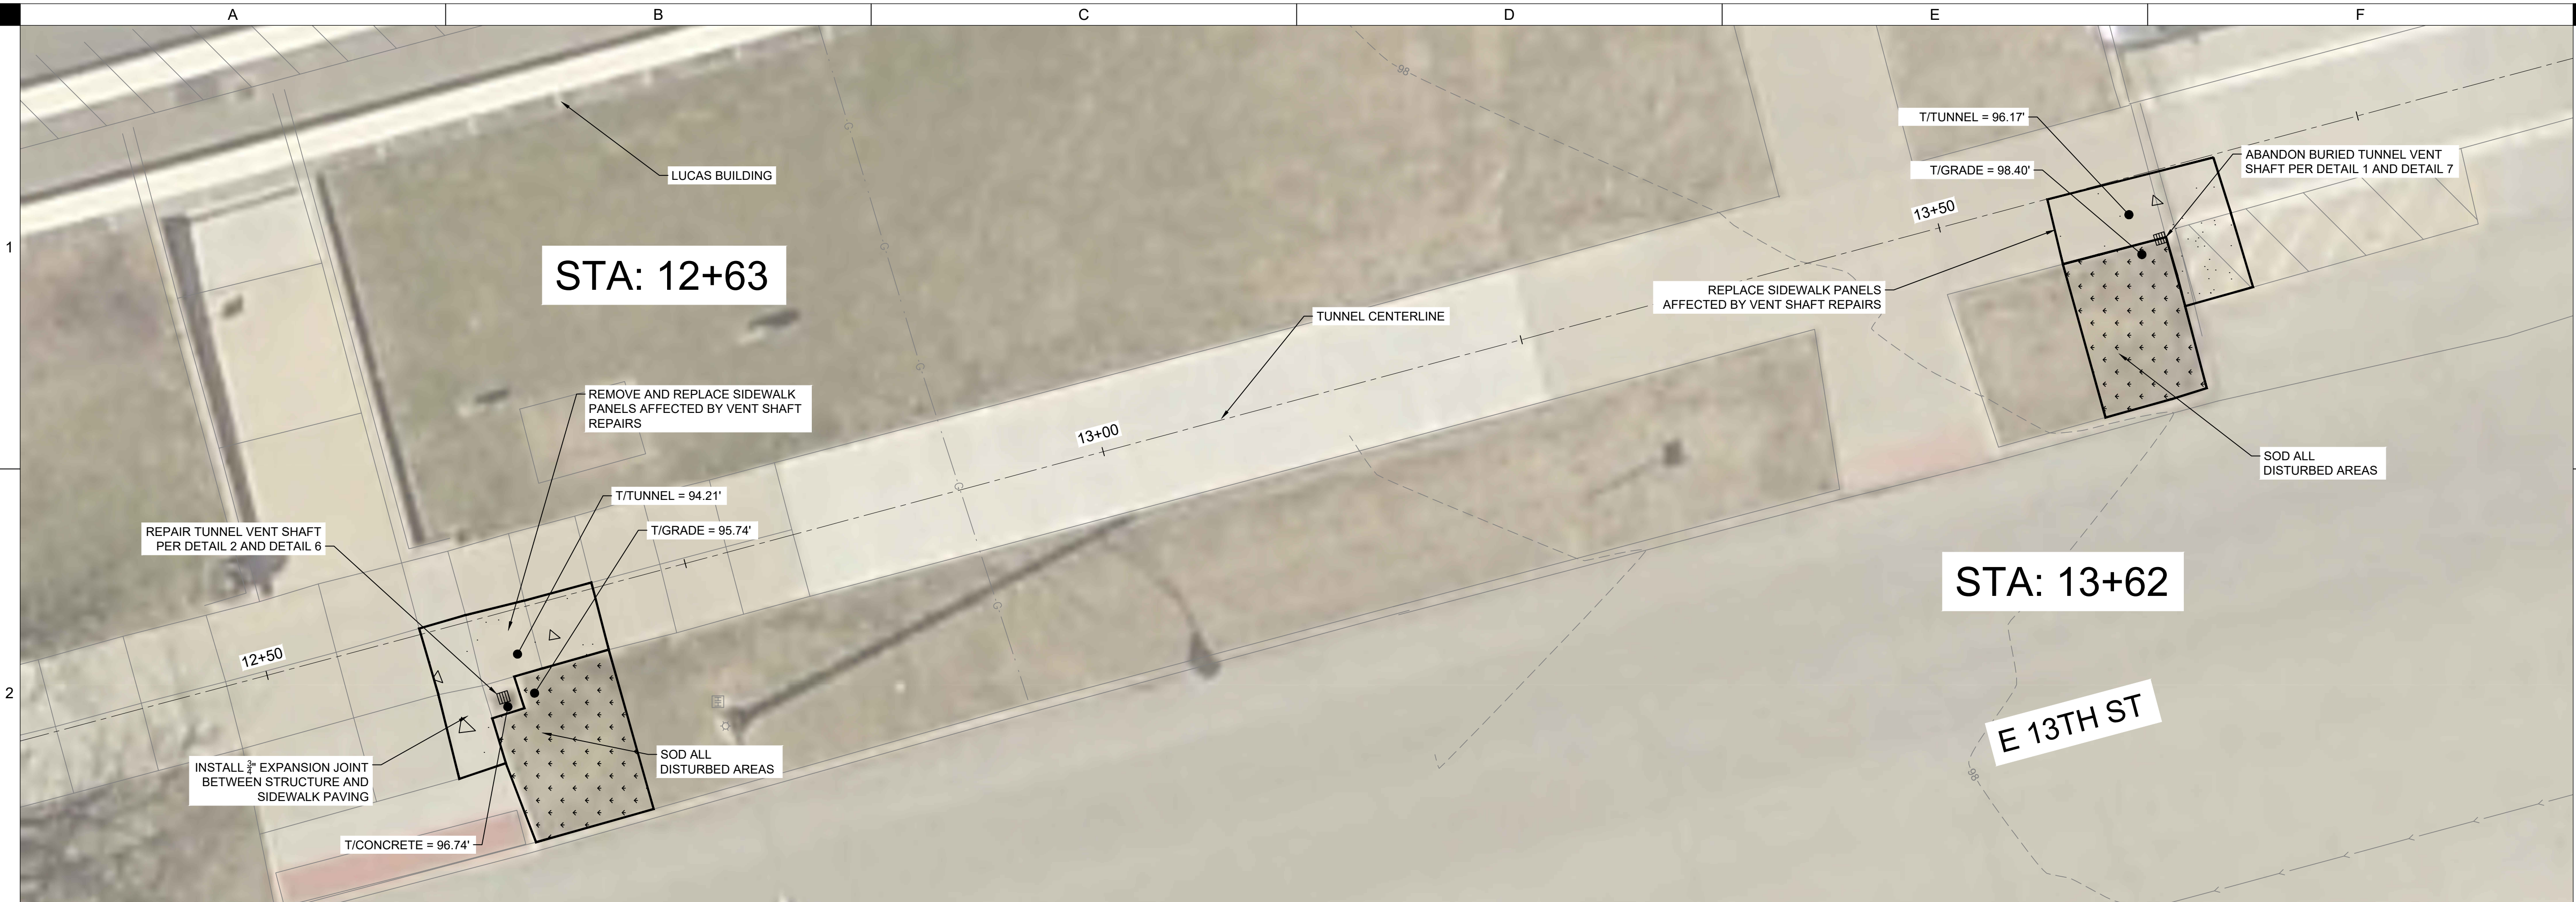 A
B
C
D
E
F
1
2
98
T/TUNNEL = 96.17'
T/GRADE = 98.40'
ABANDON BURIED TUNNEL VENT
SHAFT PER DETAIL 1 AND DETAIL 7
LUCAS BUILDING
G
G
G
G
G
13+50
STA: 12+63
REPLACE SIDEWALK PANELS
AFFECTED BY VENT SHAFT REPAIRS
TUNNEL CENTERLINE
REMOVE AND REPLACE SIDEWALK
PANELS AFFECTED BY VENT SHAFT
REPAIRS
13+00
SOD ALL
DISTURBED AREAS
T/TUNNEL = 94.21'
T/GRADE = 95.74'
REPAIR TUNNEL VENT SHAFT
PER DETAIL 2 AND DETAIL 6
STA: 13+62
12+50
E 13TH ST
SOD ALL
DISTURBED AREAS
INSTALL 3/4" EXPANSION JOINT
BETWEEN STRUCTURE AND
SIDEWALK PAVING
98
T/CONCRETE = 96.74'